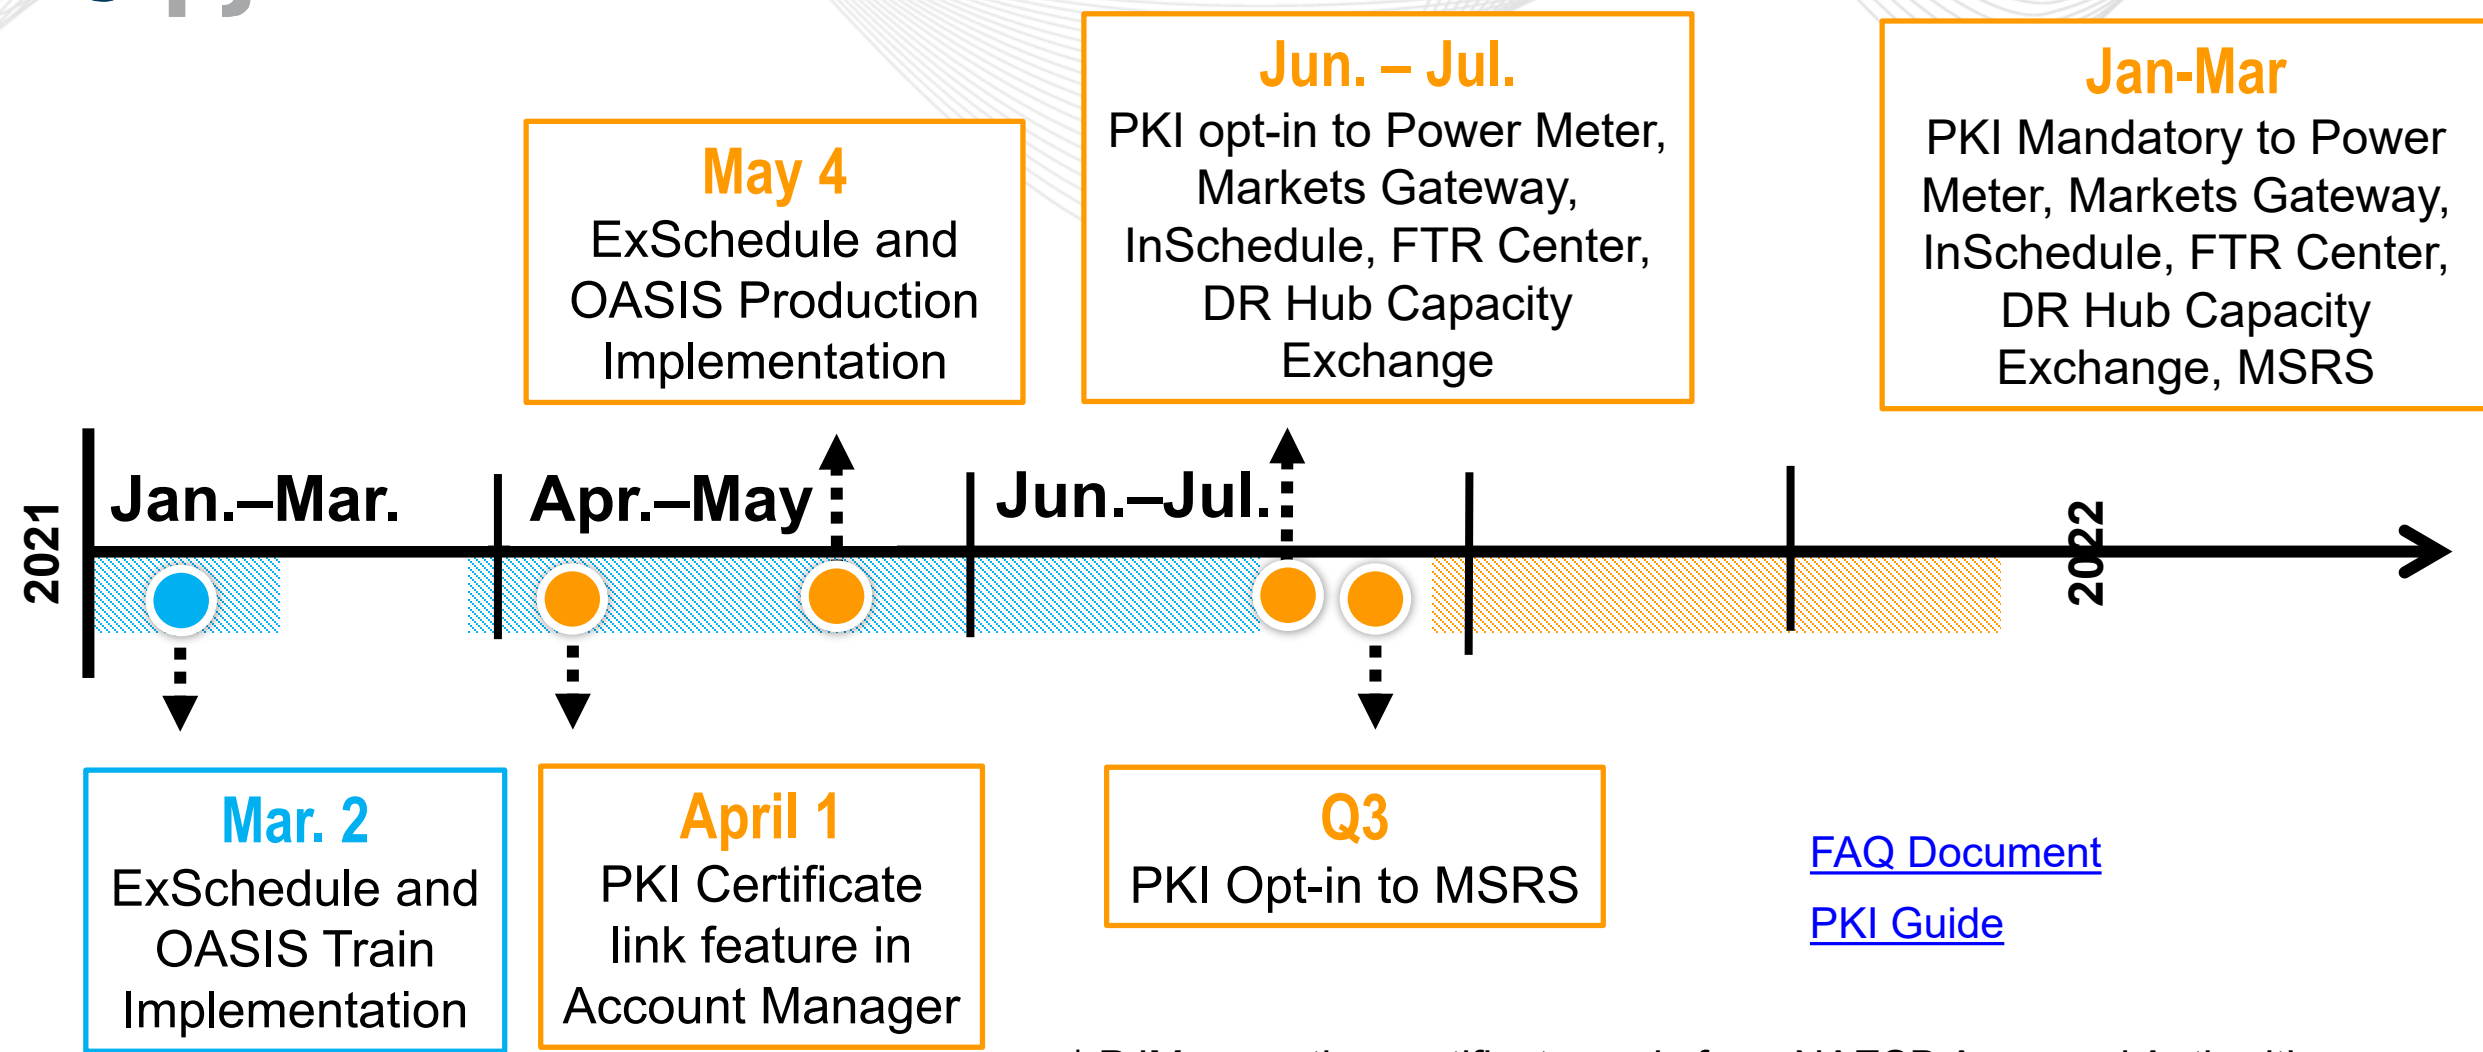 Jun. – Jul.
PKI opt-in to Power Meter,
Markets Gateway,
InSchedule, FTR Center,
DR Hub Capacity
Exchange
Jan-Mar
PKI Mandatory to Power
Meter, Markets Gateway,
InSchedule, FTR Center,
DR Hub Capacity
Exchange, MSRS
May 4
ExSchedule and
OASIS Production
Implementation
2021
Jan.–Mar.
Apr.–May
Jun.–Jul.
2022
Mar. 2
ExSchedule and
OASIS Train
Implementation
April 1
PKI Certificate
link feature in
Account Manager
Q3
PKI Opt-in to MSRS
FAQ Document
PKI Guide